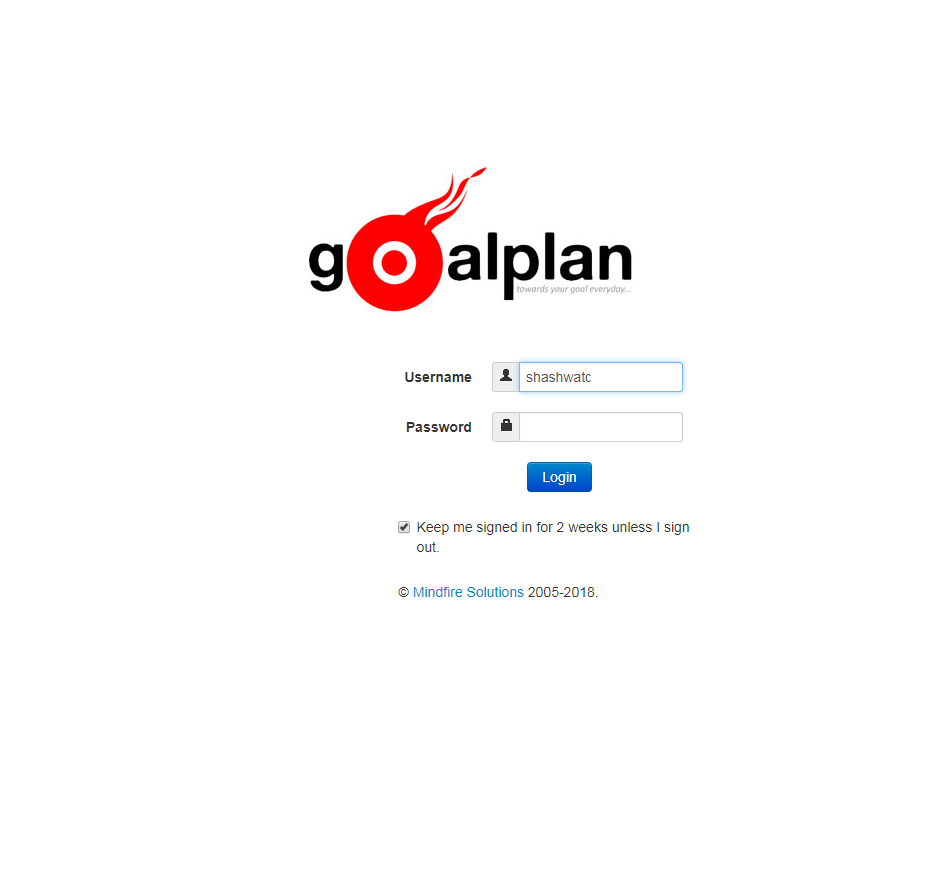 goalplan
towards your goal everyday...
Username shashwatc
Password
Login
Keep me signed in for 2 weeks unless I sign
out.
© Mindfire Solutions 2005-2018.